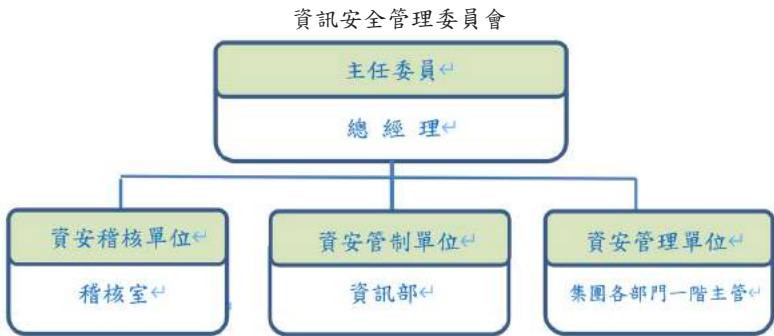 資訊安全管理委員會
主任委員↵
總 經 理↵
資安稽核單位↵
稽核室↵
資安管制單位↵
資訊部↵
資安管理單位↵
集團各部門一階主管↵